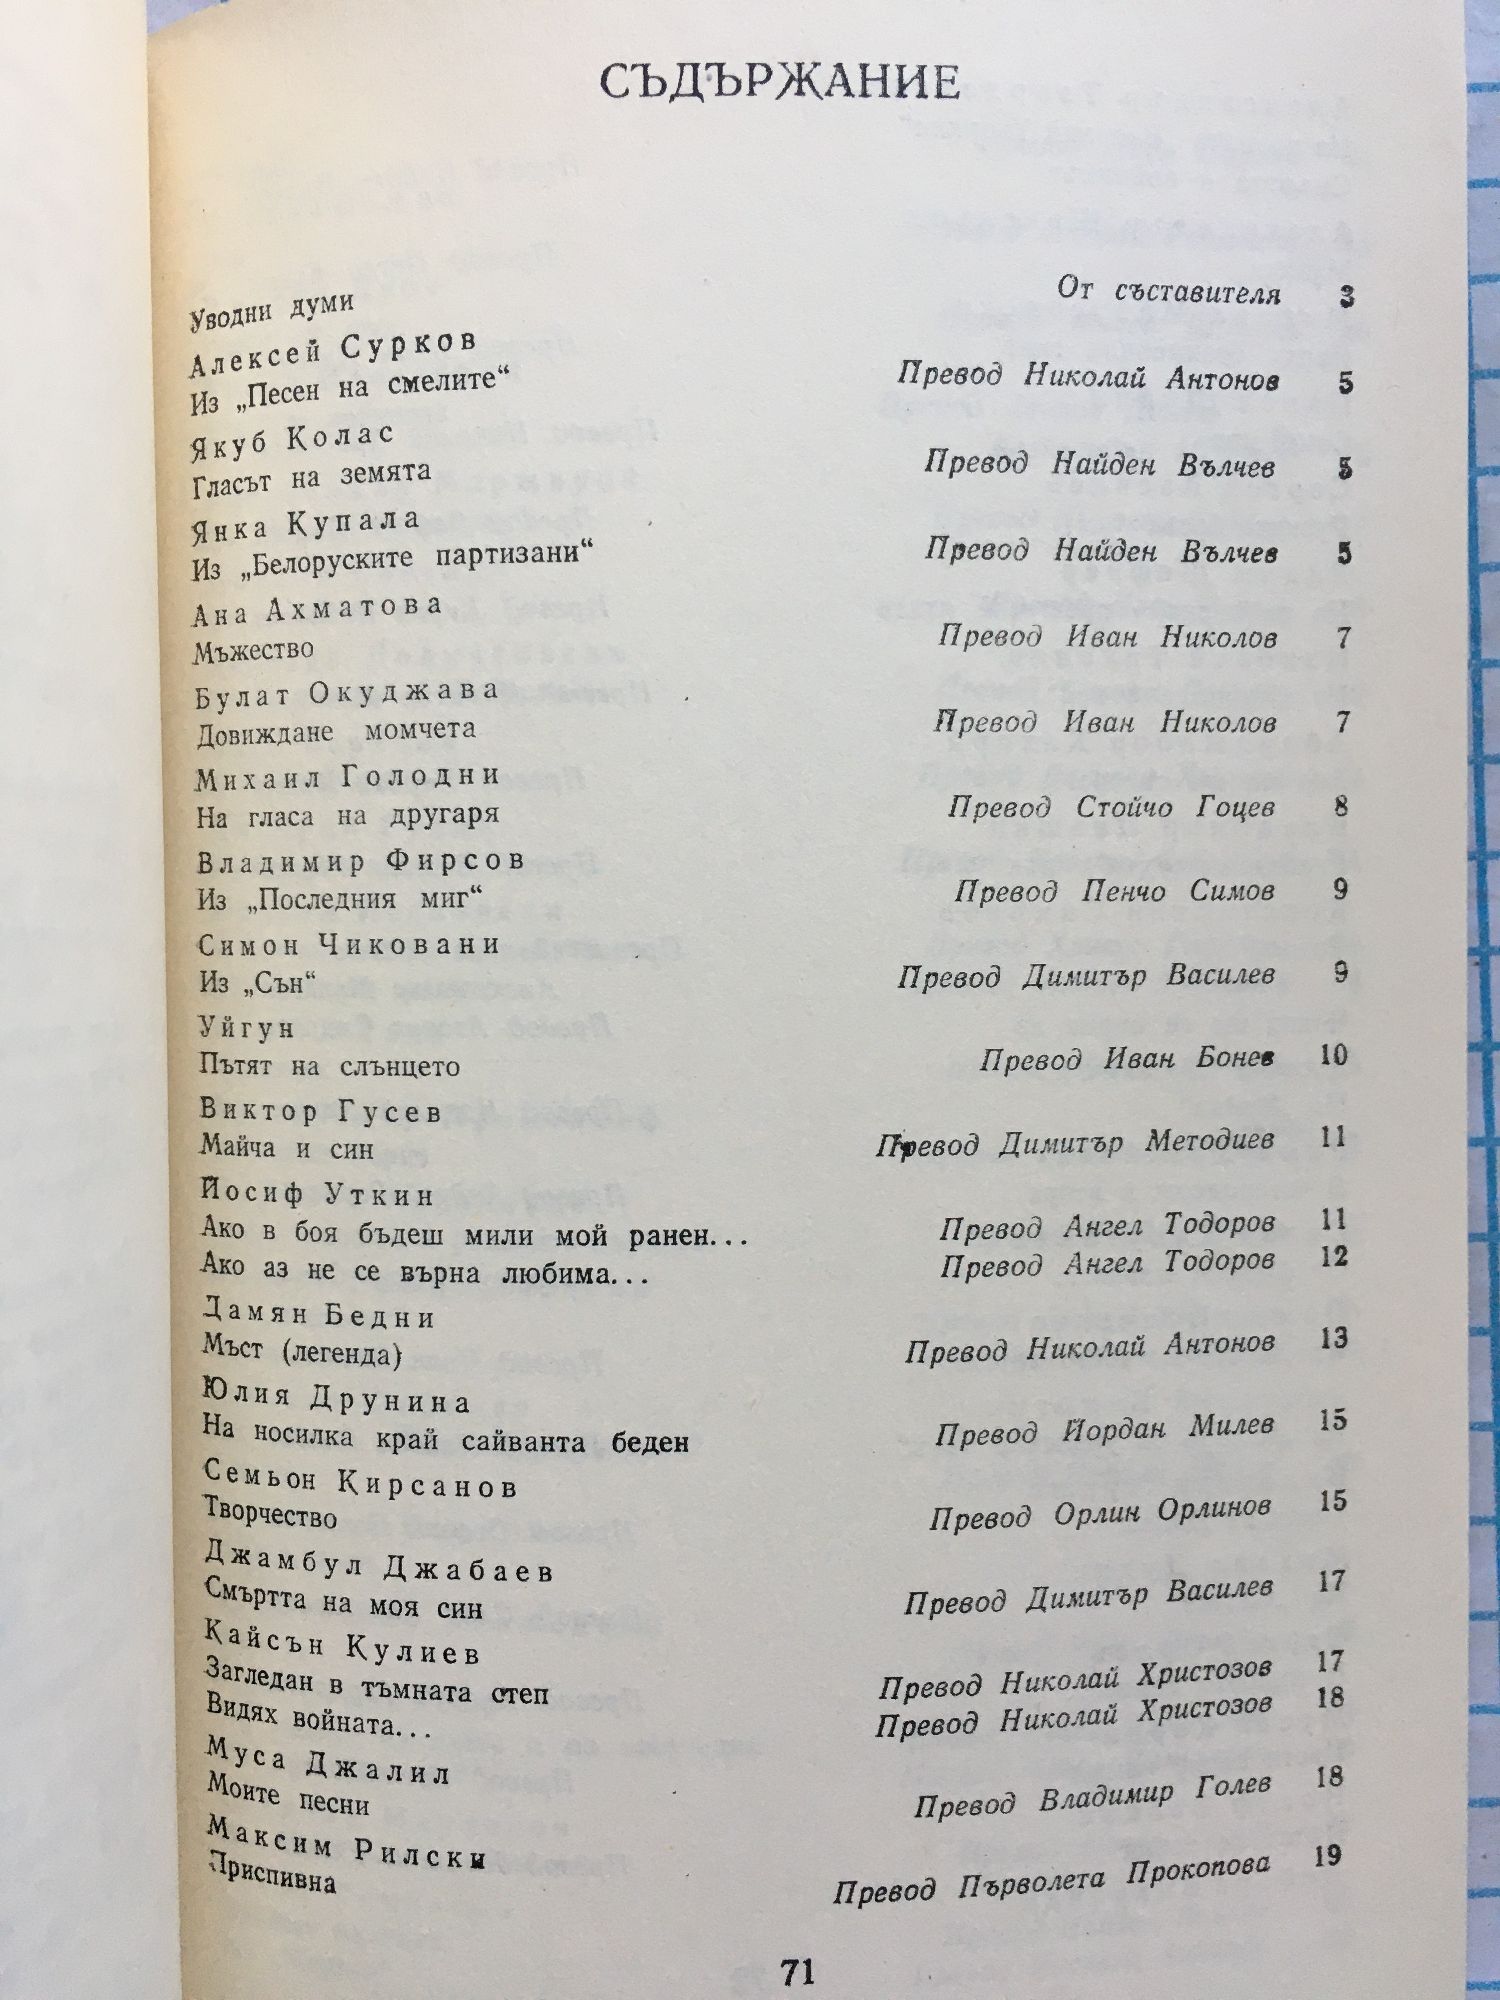 СЪДЪРЖАНИЕ
Уводни думи От съставителя 3
Алексей Сурков
Из „Песен на смелите“ Превод Николай Антонов 5
Якуб Колас
Гласът на земята Превод Найден Вълчев 5
Янка Купала
Из „Белоруските партизани“ Превод Найден Вълчев 5
Ана Ахматова
Мъжество Превод Иван Николов 7
Булат Окуджава
Довиждане момчета Превод Иван Николов 7
Михаил Голодни
На гласа на другаря Превод Стойчо Гоцев 8
Владимир Фирсов
Из „Последния миг“ Превод Пенчо Симов 9
Симон Чиковани
Из „Сън“ Превод Димитър Василев 9
Уйгун
Пътят на слънцето Превод Иван Бонев 10
Виктор Гусев
Майча и син Превод Димитър Методиев 11
Йосиф Уткин
Ако в боя бъдеш мили мой ранен... Превод Ангел Тодоров 11
Ако аз не се върна любима... Превод Ангел Тодоров 12
Дамян Бедни
Мъст (легенда) Превод Николай Антонов 13
Юлия Друнина
На носилка край сайванта беден Превод Йордан Милев 15
Семьон Кирсанов
Творчество Превод Орлин Орлинов 15
Джамбул Джабаев
Смъртта на моя син Превод Димитър Василев 17
Кайсън Кулиев
Загледан в тъмната степ Превод Николай Христозов 17
Видях войната... Превод Николай Христозов 18
Муса Джалил
Моите песни Превод Владимир Голев 18
Максим Рилски
Приспивна Превод Първолета Прокопова 19
71